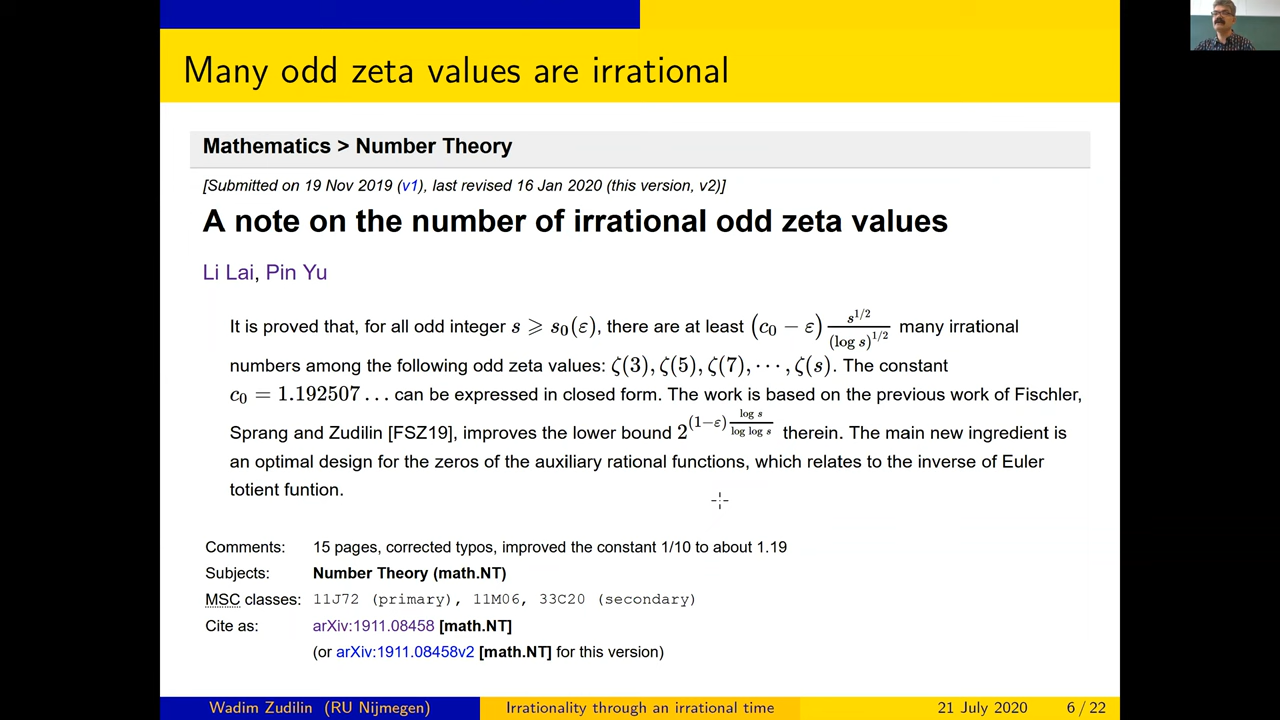 Many odd zeta values are irrational
Mathematics > Number Theory
[Submitted on 19 Nov 2019 (v1), last revised 16 Jan 2020 (this version, v2)]
A note on the number of irrational odd zeta values
Li Lai, Pin Yu
It is proved that, for all odd integer s ⩾ s₀(ε), there are at least (c₀ − ε) s^{1/2}/(log s)^{1/2} many irrational
numbers among the following odd zeta values: ζ(3), ζ(5), ζ(7), ⋯, ζ(s). The constant
c₀ = 1.192507… can be expressed in closed form. The work is based on the previous work of Fischler,
Sprang and Zudilin [FSZ19], improves the lower bound 2^{(1−ε) log s/log log s} therein. The main new ingredient is
an optimal design for the zeros of the auxiliary rational functions, which relates to the inverse of Euler
totient funtion.
Comments: 15 pages, corrected typos, improved the constant 1/10 to about 1.19
Subjects: Number Theory (math.NT)
MSC classes: 11J72 (primary), 11M06, 33C20 (secondary)
Cite as: arXiv:1911.08458 [math.NT]
(or arXiv:1911.08458v2 [math.NT] for this version)
Wadim Zudilin (RU Nijmegen) Irrationality through an irrational time 21 July 2020 6 / 22